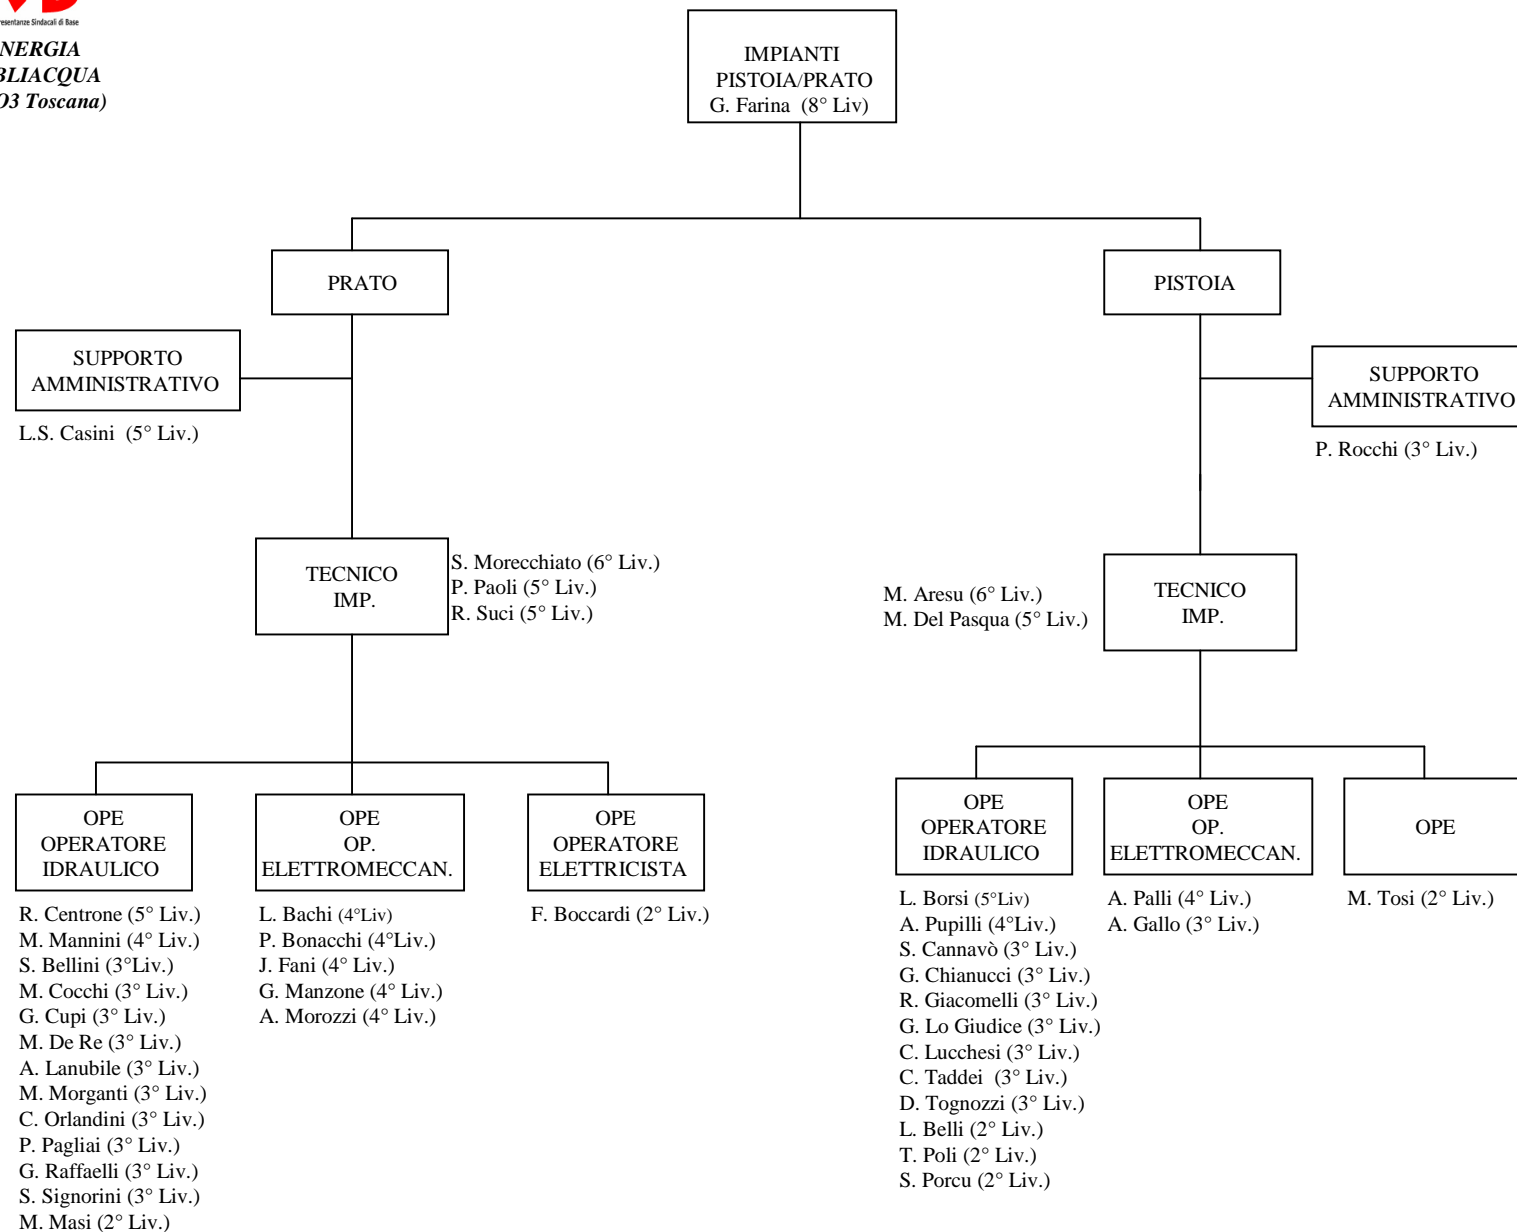 resentanze Sindacali di Base
NERGIA
BLIACQUA
O3 Toscana)
IMPIANTI
PISTOIA/PRATO
G. Farina (8° Liv)
PRATO
SUPPORTO
AMMINISTRATIVO
L.S. Casini (5° Liv.)
TECNICO
IMP.
S. Morecchiato (6° Liv.)
P. Paoli (5° Liv.)
R. Suci (5° Liv.)
OPE
OPERATORE
IDRAULICO
R. Centrone (5° Liv.)
M. Mannini (4° Liv.)
S. Bellini (3°Liv.)
M. Cocchi (3° Liv.)
G. Cupi (3° Liv.)
M. De Re (3° Liv.)
A. Lanubile (3° Liv.)
M. Morganti (3° Liv.)
C. Orlandini (3° Liv.)
P. Pagliai (3° Liv.)
G. Raffaelli (3° Liv.)
S. Signorini (3° Liv.)
M. Masi (2° Liv.)
OPE
OP.
ELETTROMECCAN.
L. Bachi (4°Liv)
P. Bonacchi (4°Liv.)
J. Fani (4° Liv.)
G. Manzone (4° Liv.)
A. Morozzi (4° Liv.)
OPE
OPERATORE
ELETTRICISTA
F. Boccardi (2° Liv.)
PISTOIA
SUPPORTO
AMMINISTRATIVO
P. Rocchi (3° Liv.)
M. Aresu (6° Liv.)
M. Del Pasqua (5° Liv.)
TECNICO
IMP.
OPE
OPERATORE
IDRAULICO
L. Borsi (5°Liv)
A. Pupilli (4°Liv.)
S. Cannavò (3° Liv.)
G. Chianucci (3° Liv.)
R. Giacomelli (3° Liv.)
G. Lo Giudice (3° Liv.)
C. Lucchesi (3° Liv.)
C. Taddei (3° Liv.)
D. Tognozzi (3° Liv.)
L. Belli (2° Liv.)
T. Poli (2° Liv.)
S. Porcu (2° Liv.)
OPE
OP.
ELETTROMECCAN.
A. Palli (4° Liv.)
A. Gallo (3° Liv.)
OPE
M. Tosi (2° Liv.)